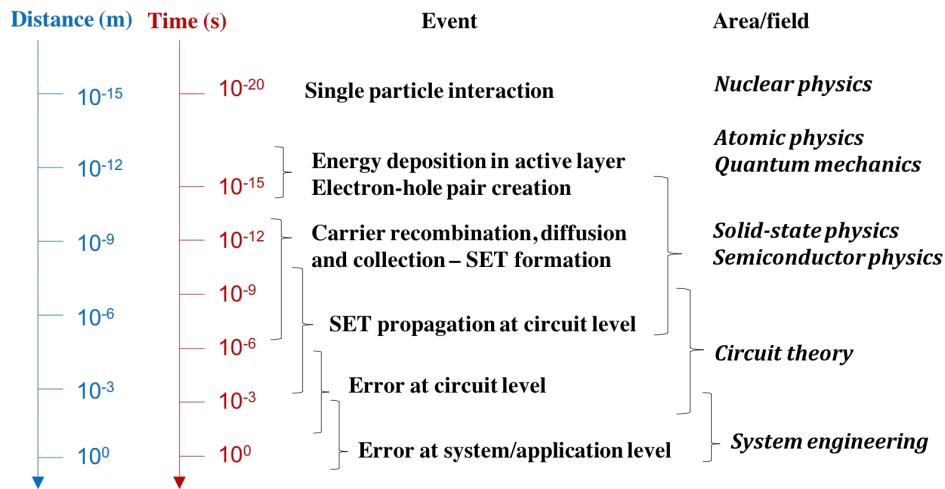 Distance (m) Time (s) Event Area/field
10⁻¹⁵ 10⁻²⁰ Single particle interaction Nuclear physics
Atomic physics
10⁻¹² Energy deposition in active layer Quantum mechanics
10⁻¹⁵ Electron-hole pair creation
10⁻⁹ 10⁻¹² Carrier recombination, diffusion Solid-state physics
and collection – SET formation Semiconductor physics
10⁻⁹
10⁻⁶ SET propagation at circuit level
10⁻⁶ Circuit theory
10⁻³ Error at circuit level
10⁻³
10⁰ 10⁰ Error at system/application level System engineering